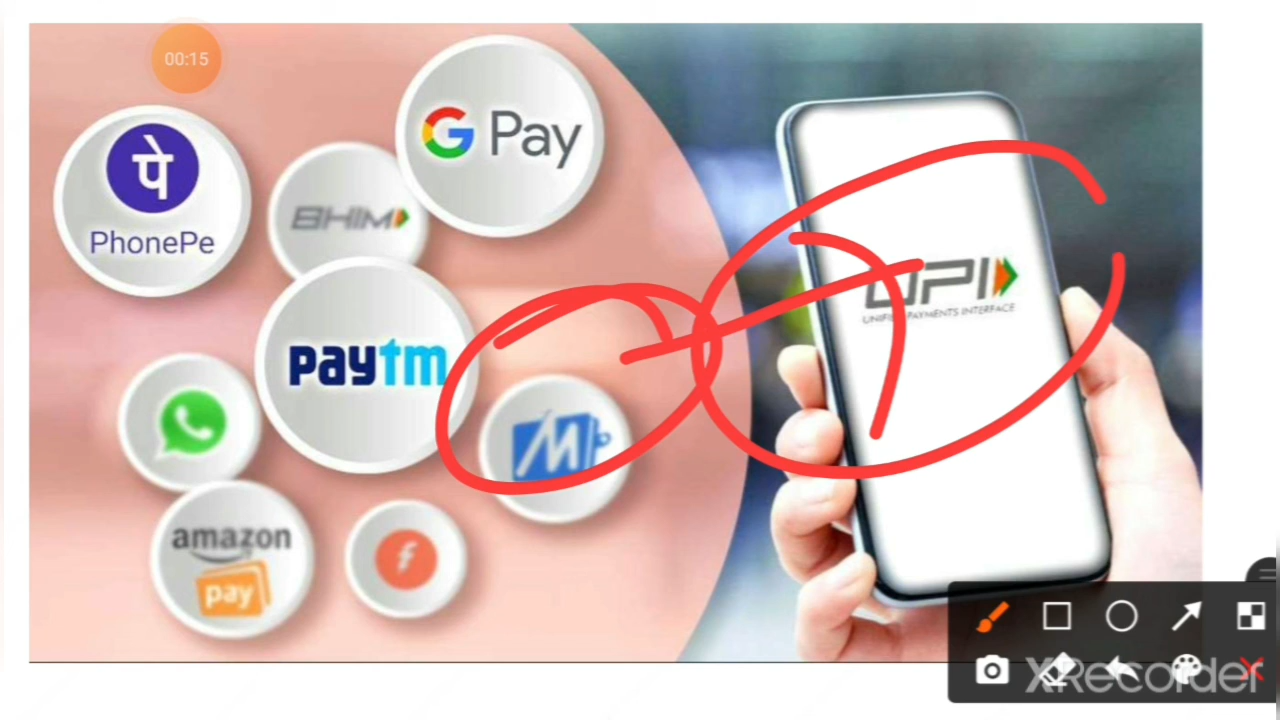 00:15
G Pay
पे
PhonePe
BHIM
UPI
UNIFIED PAYMENTS INTERFACE
paytm
M
amazon
pay
f
XRecorder